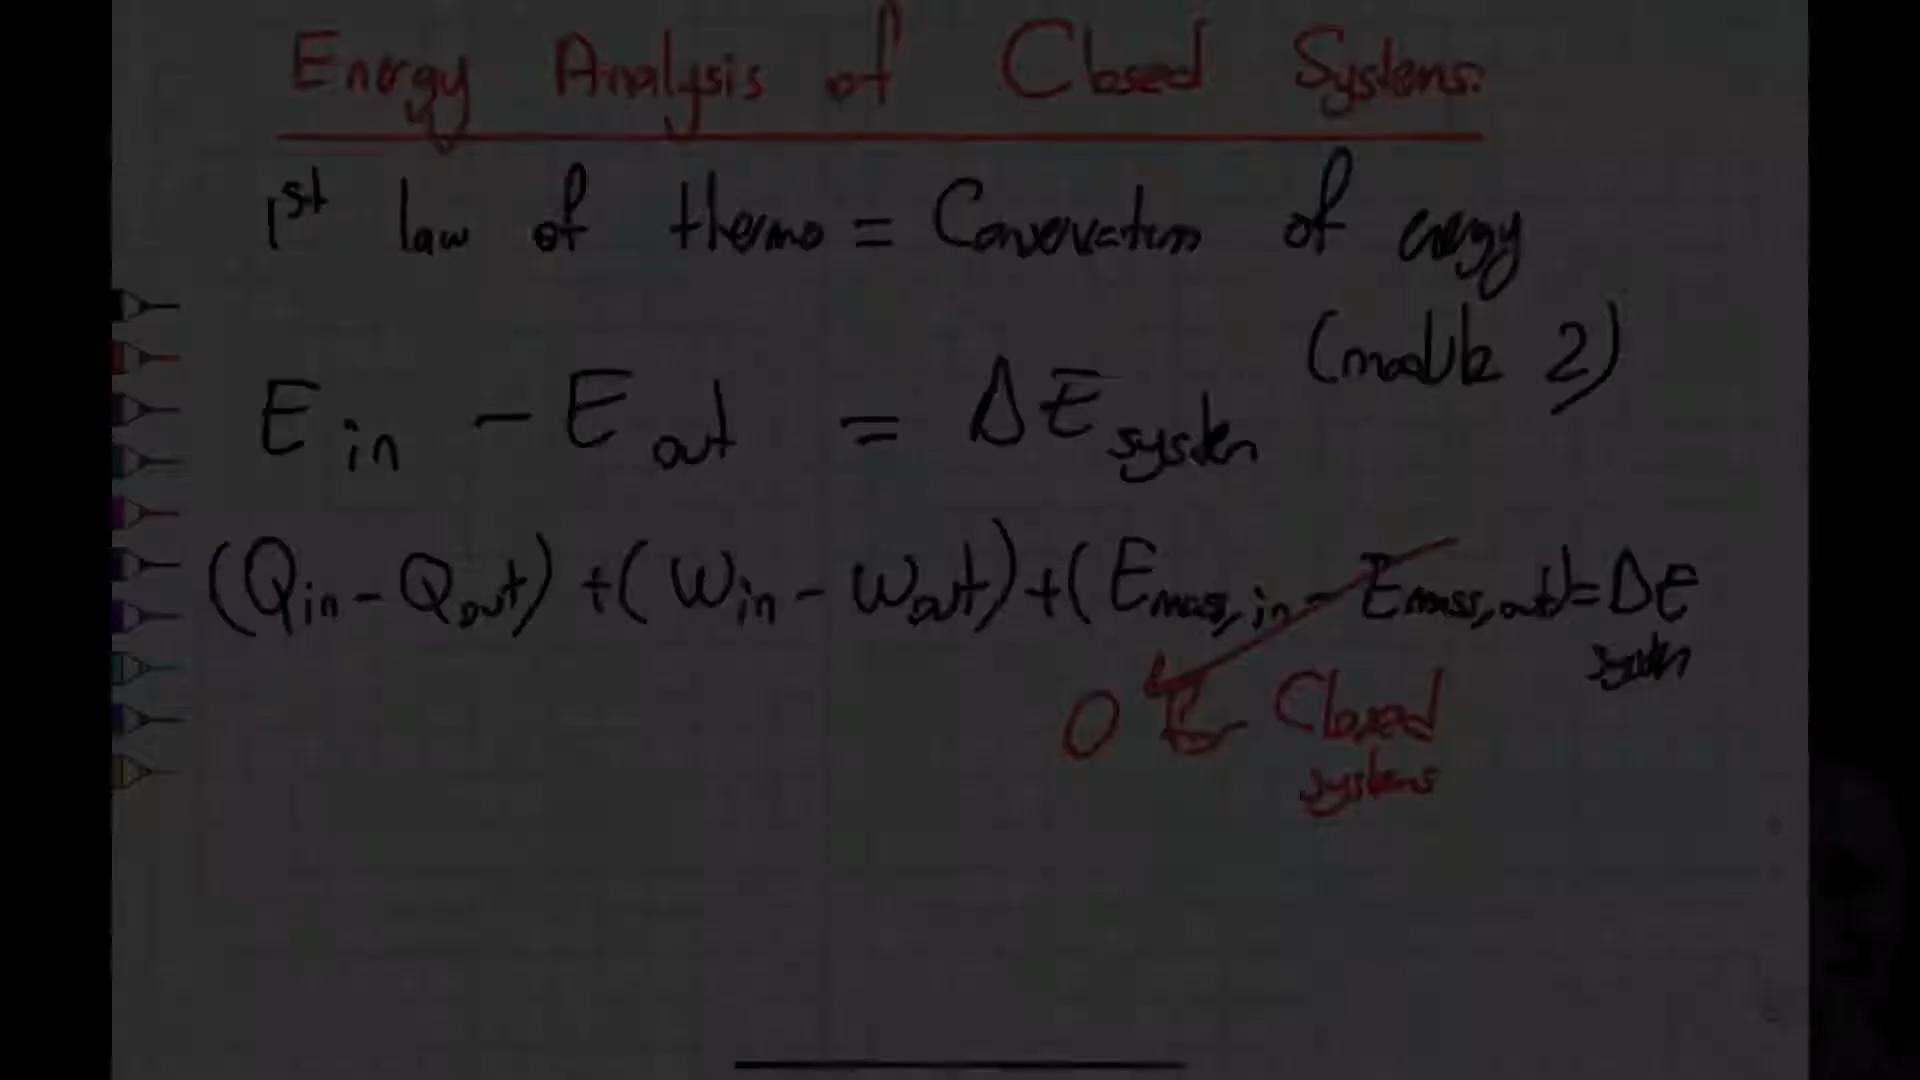 Energy Analysis of Closed Systems:
1st law of thermo = Conservation of energy
(module 2)
E in - E out = ΔE system
(Qin - Qout) + (Win - Wout) + (Emass,in - Emass,out) = ΔE
system
0 for Closed
systems